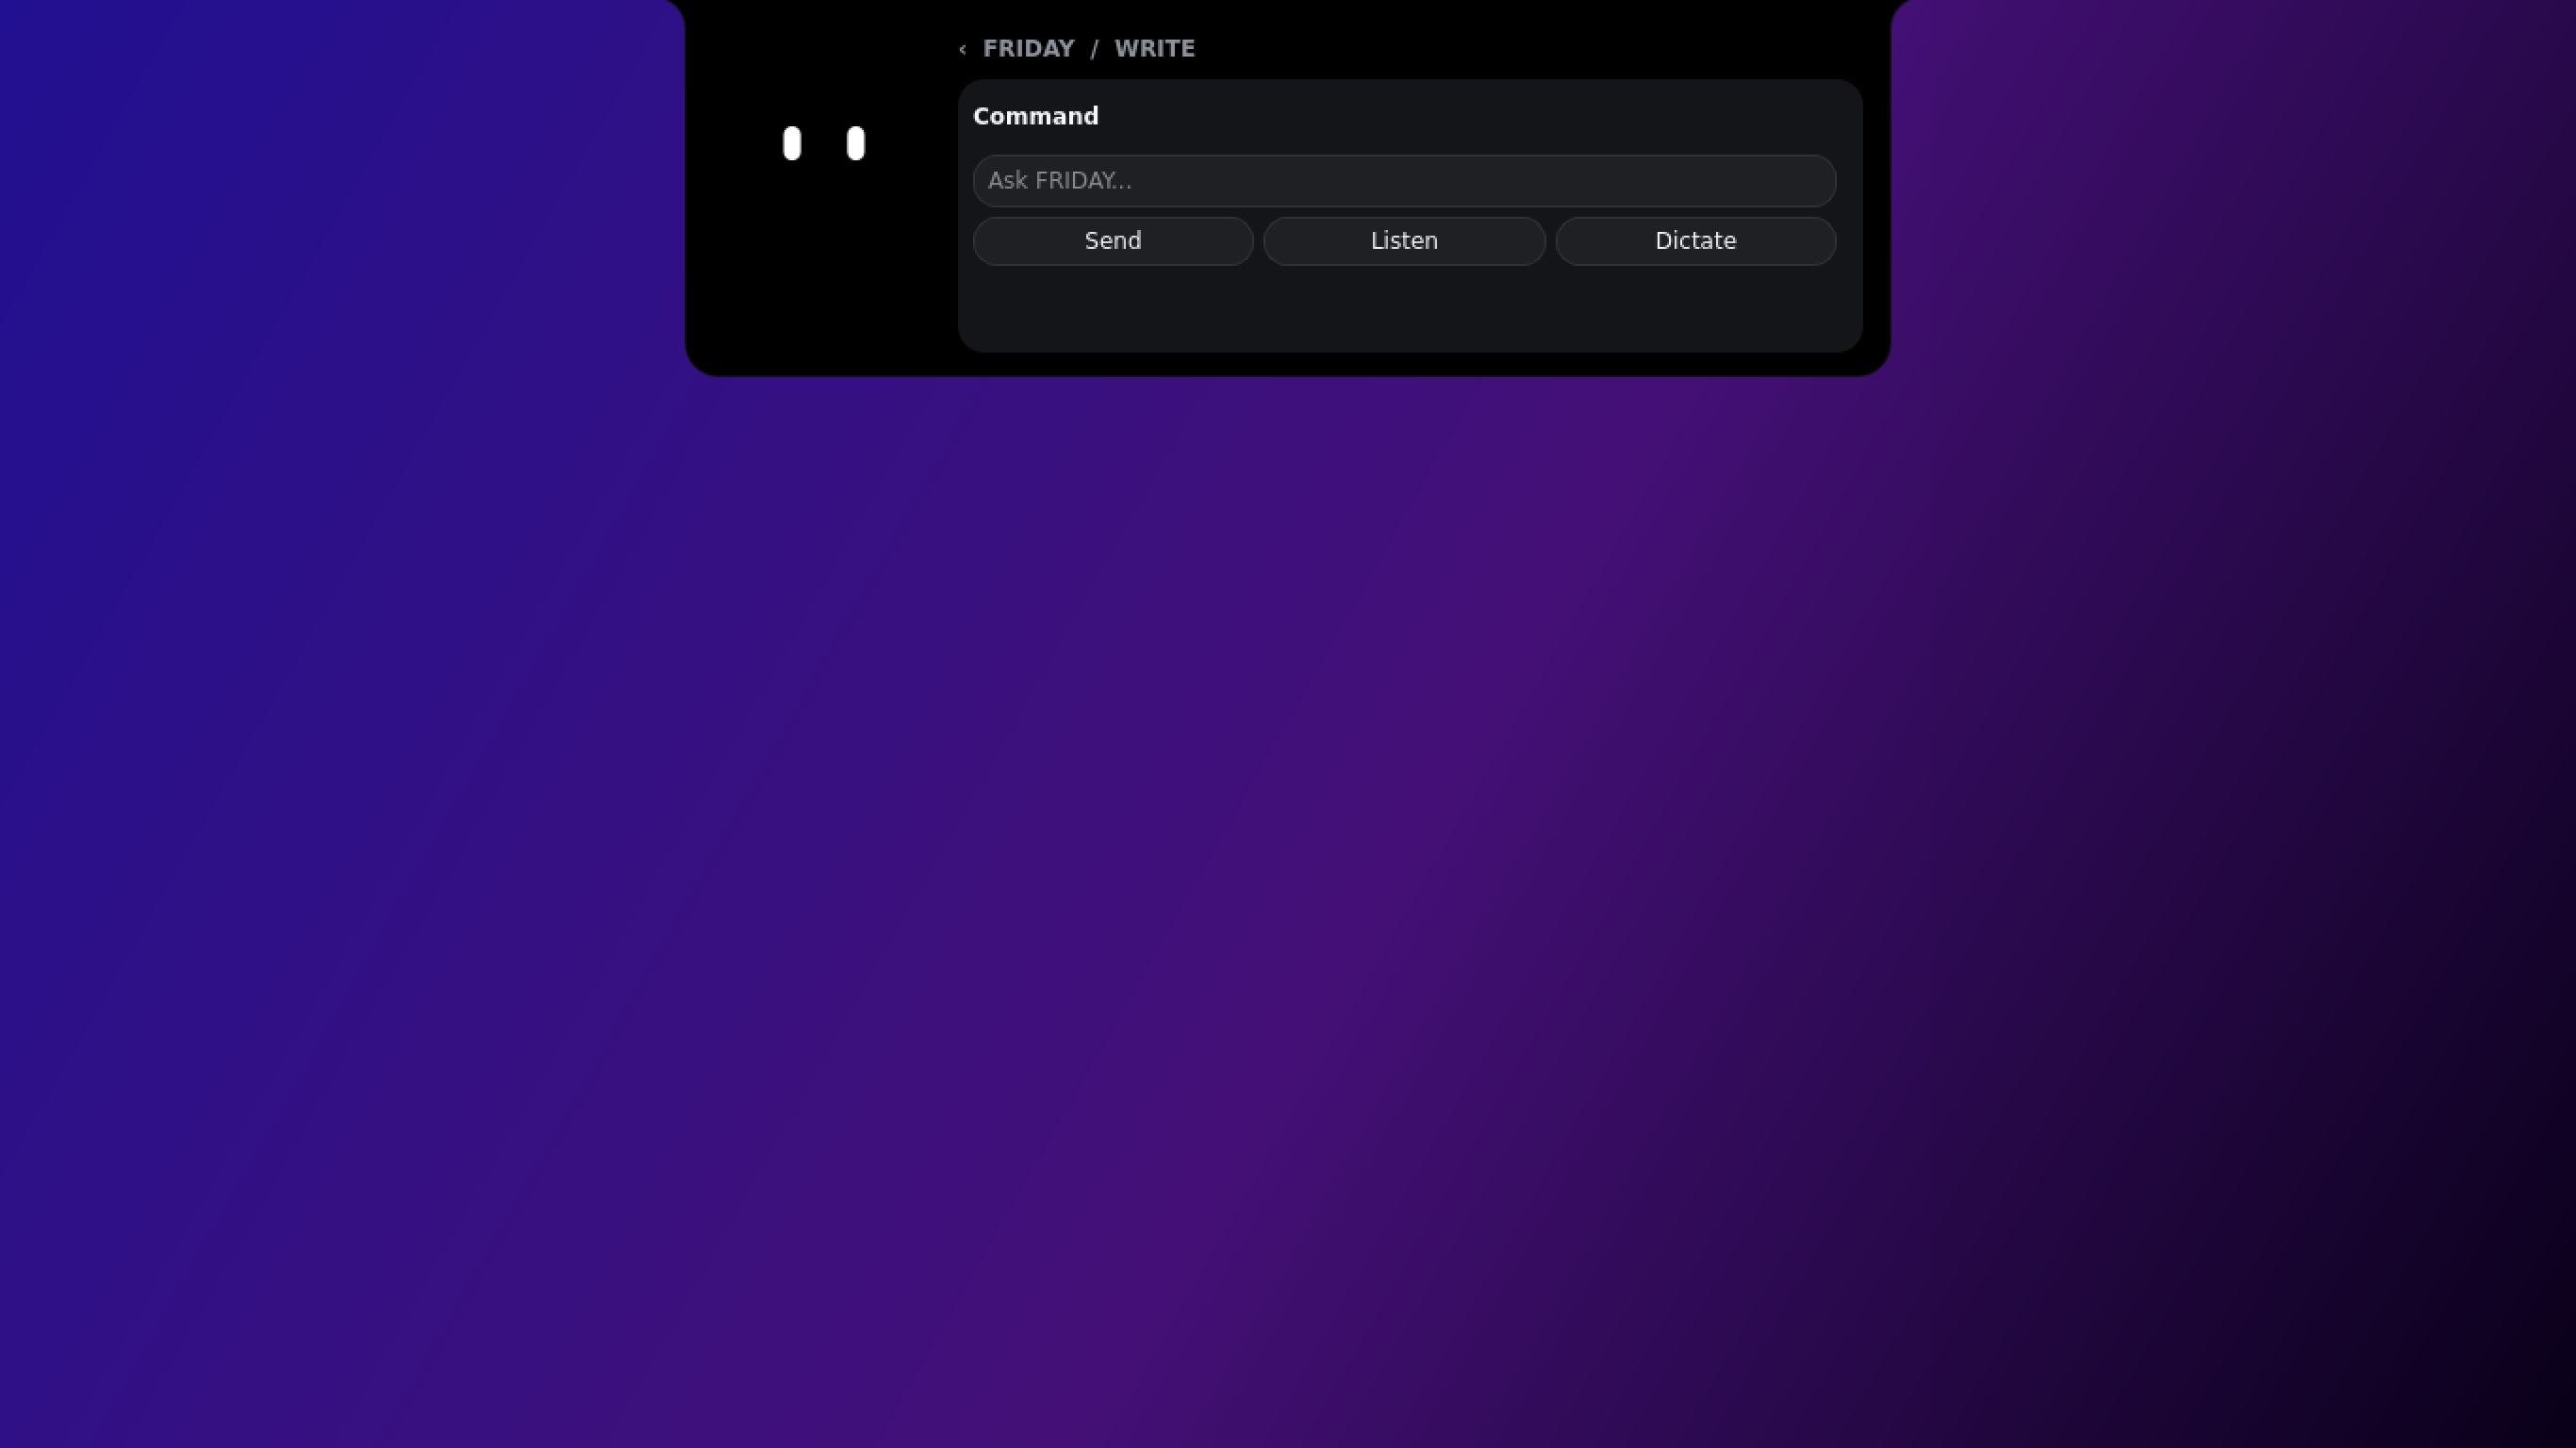 ‹ FRIDAY / WRITE
Command
Ask FRIDAY...
Send Listen Dictate